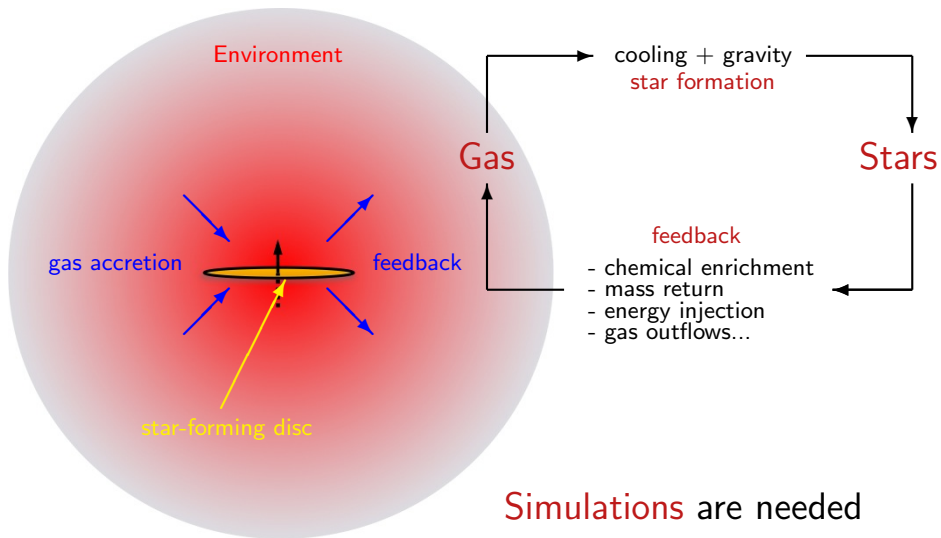 Environment
gas accretion
feedback
star-forming disc
cooling + gravity
star formation
Gas
Stars
feedback
- chemical enrichment
- mass return
- energy injection
- gas outflows...
Simulations are needed